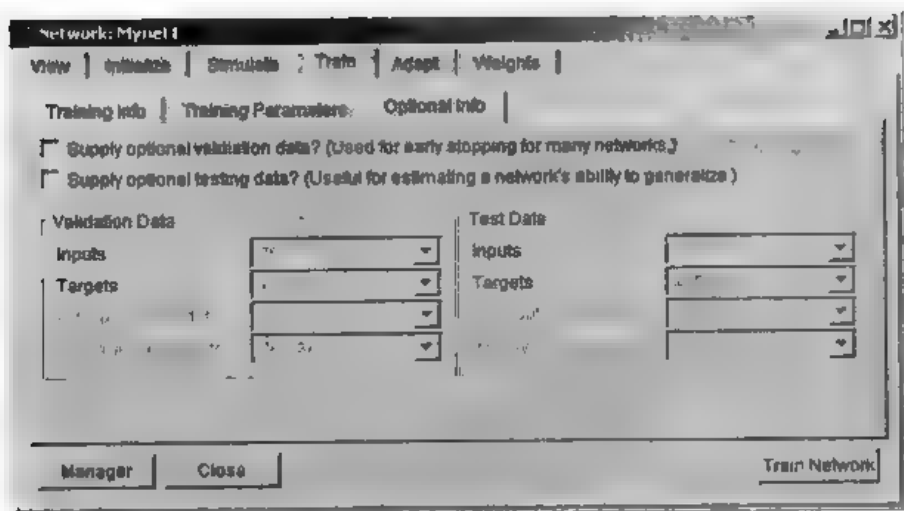 Network: Mynet1
View Initialize Simulate Train Adapt Weights
Training Info Training Parameters Optional Info
Supply optional validation data? (Used for early stopping for many networks.)
Supply optional testing data? (Useful for estimating a network's ability to generalize.)
Validation Data Test Data
Inputs Inputs
Targets Targets
Manager Close Train Network